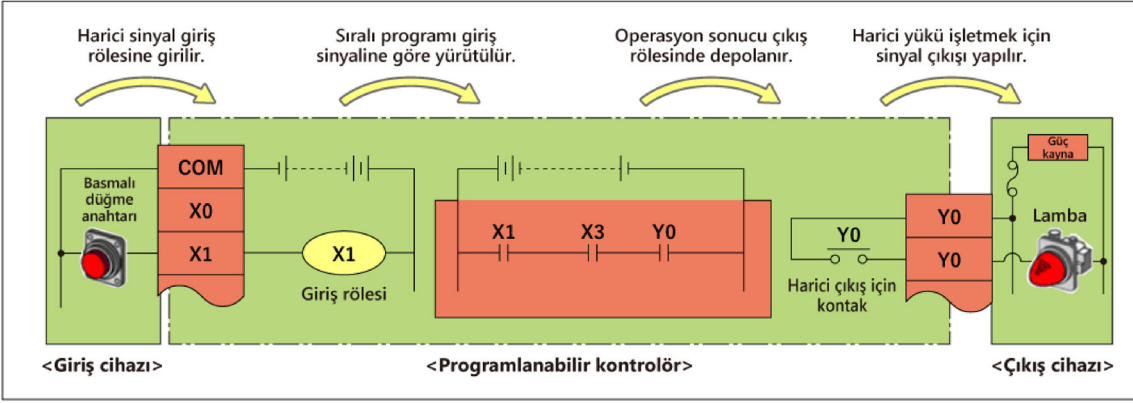 Harici sinyal giriş
rölesine girilir.
Sıralı programı giriş
sinyaline göre yürütülür.
Operasyon sonucu çıkış
rölesinde depolanır.
Harici yükü işletmek için
sinyal çıkışı yapılır.
Basmalı
düğme
anahtarı
COM
X0
X1
X1
Giriş rölesi
X1 X3 Y0
Y0
Harici çıkış için
kontak
Y0
Y0
Güç
kayna
Lamba
<Giriş cihazı>
<Programlanabilir kontrolör>
<Çıkış cihazı>